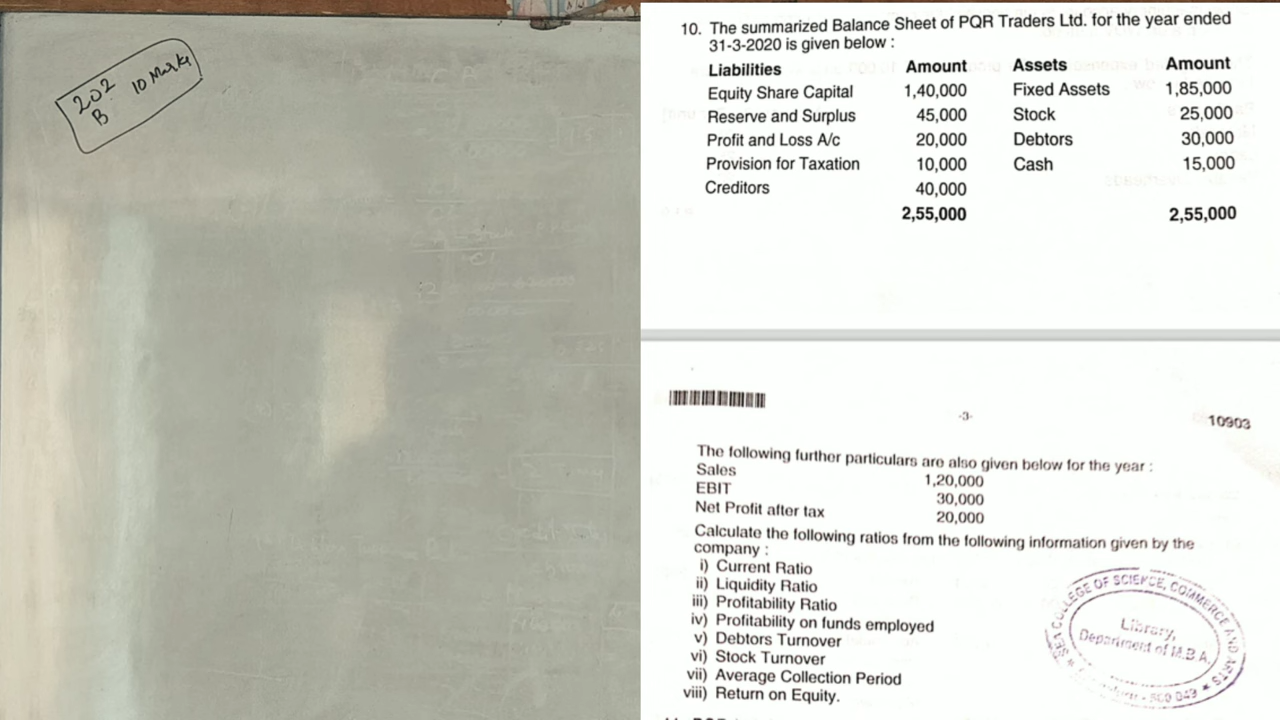 202
B 10 Marks
10. The summarized Balance Sheet of PQR Traders Ltd. for the year ended
31-3-2020 is given below :
Liabilities Amount Assets Amount
Equity Share Capital 1,40,000 Fixed Assets 1,85,000
Reserve and Surplus 45,000 Stock 25,000
Profit and Loss A/c 20,000 Debtors 30,000
Provision for Taxation 10,000 Cash 15,000
Creditors 40,000
2,55,000 2,55,000
-3- 10903
The following further particulars are also given below for the year :
Sales 1,20,000
EBIT 30,000
Net Profit after tax 20,000
Calculate the following ratios from the following information given by the
company :
i) Current Ratio
ii) Liquidity Ratio
iii) Profitability Ratio
iv) Profitability on funds employed
v) Debtors Turnover
vi) Stock Turnover
vii) Average Collection Period
viii) Return on Equity.
SEA COLLEGE OF SCIENCE, COMMERCE AND ARTS
Library,
Department of M.B.A.